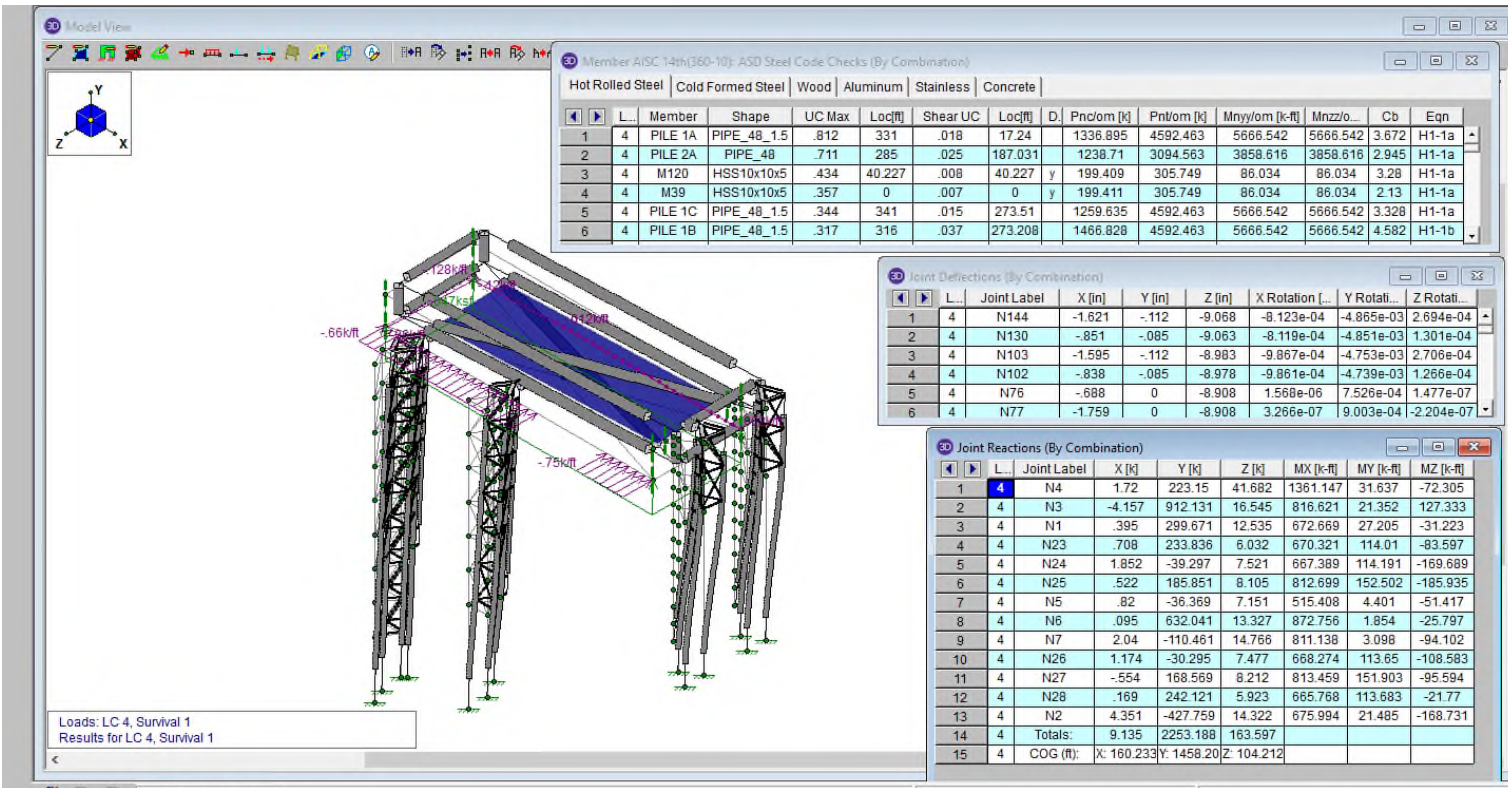 Model View
Y
Z X
-.128k/ft
-.012k/ft
-.66k/ft
-.75k/ft
Loads: LC 4, Survival 1
Results for LC 4, Survival 1
Member AISC 14th(360-10): ASD Steel Code Checks (By Combination)
Hot Rolled Steel Cold Formed Steel Wood Aluminum Stainless Concrete
L... Member Shape UC Max Loc[ft] Shear UC Loc[ft] D. Pnc/om [k] Pnt/om [k] Mnyy/om [k-ft] Mnzz/o... Cb Eqn
1 4 PILE 1A PIPE_48_1.5 .812 331 .018 17.24 1336.895 4592.463 5666.542 5666.542 3.672 H1-1a
2 4 PILE 2A PIPE_48 .711 285 .025 187.031 1238.71 3094.563 3858.616 3858.616 2.945 H1-1a
3 4 M120 HSS10x10x5 .434 40.227 .008 40.227 y 199.409 305.749 86.034 86.034 3.28 H1-1a
4 4 M39 HSS10x10x5 .357 0 .007 0 y 199.411 305.749 86.034 86.034 2.13 H1-1a
5 4 PILE 1C PIPE_48_1.5 .344 341 .015 273.51 1259.635 4592.463 5666.542 5666.542 3.328 H1-1a
6 4 PILE 1B PIPE_48_1.5 .317 316 .037 273.208 1466.828 4592.463 5666.542 5666.542 4.582 H1-1b
Joint Deflections (By Combination)
L... Joint Label X [in] Y [in] Z [in] X Rotation [... Y Rotati... Z Rotati...
1 4 N144 -1.621 -.112 -9.068 -8.123e-04 -4.865e-03 2.694e-04
2 4 N130 -.851 -.085 -9.063 -8.119e-04 -4.851e-03 1.301e-04
3 4 N103 -1.595 -.112 -8.983 -9.867e-04 -4.753e-03 2.706e-04
4 4 N102 -.838 -.085 -8.978 -9.861e-04 -4.739e-03 1.266e-04
5 4 N76 -.688 0 -8.908 1.568e-06 7.526e-04 1.477e-07
6 4 N77 -1.759 0 -8.908 3.266e-07 9.003e-04 -2.204e-07
Joint Reactions (By Combination)
L... Joint Label X [k] Y [k] Z [k] MX [k-ft] MY [k-ft] MZ [k-ft]
1 4 N4 1.72 223.15 41.682 1361.147 31.637 -72.305
2 4 N3 -4.157 912.131 16.545 816.621 21.352 127.333
3 4 N1 .395 299.671 12.535 672.669 27.205 -31.223
4 4 N23 .708 233.836 6.032 670.321 114.01 -83.597
5 4 N24 1.852 -39.297 7.521 667.389 114.191 -169.689
6 4 N25 .522 185.851 8.105 812.699 152.502 -185.935
7 4 N5 .82 -36.369 7.151 515.408 4.401 -51.417
8 4 N6 .095 632.041 13.327 872.756 1.854 -25.797
9 4 N7 2.04 -110.461 14.766 811.138 3.098 -94.102
10 4 N26 1.174 -30.295 7.477 668.274 113.65 -108.583
11 4 N27 -.554 168.569 8.212 813.459 151.903 -95.594
12 4 N28 .169 242.121 5.923 665.768 113.683 -21.77
13 4 N2 4.351 -427.759 14.322 675.994 21.485 -168.731
14 4 Totals: 9.135 2253.188 163.597
15 4 COG (ft): X: 160.233 Y: 1458.20 Z: 104.212